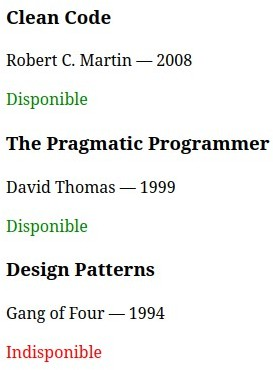 Clean Code
Robert C. Martin — 2008
Disponible
The Pragmatic Programmer
David Thomas — 1999
Disponible
Design Patterns
Gang of Four — 1994
Indisponible